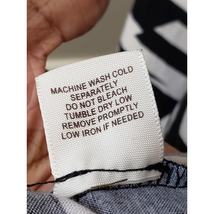 MACHINE WASH COLD
SEPARATELY
DO NOT BLEACH
TUMBLE DRY LOW
REMOVE PROMPTLY
LOW IRON IF NEEDED